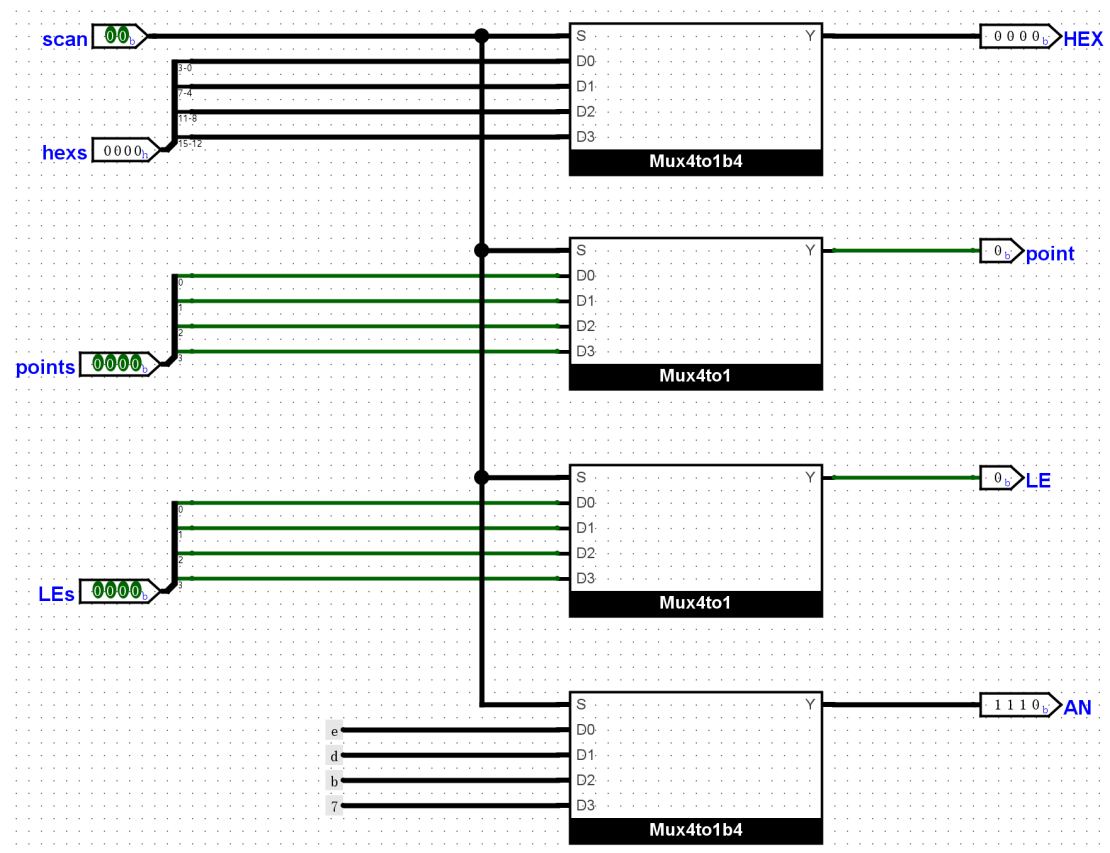 scan 00b S Y 0000b HEX
3-0 D0
7-4 D1
11-8 D2
15-12 D3
hexs 0000h
Mux4to1b4
S Y 0b point
0 D0
1 D1
2 D2
3 D3
points 0000b
Mux4to1
S Y 0b LE
0 D0
1 D1
2 D2
3 D3
LEs 0000b
Mux4to1
S Y 1110b AN
e D0
d D1
b D2
7 D3
Mux4to1b4